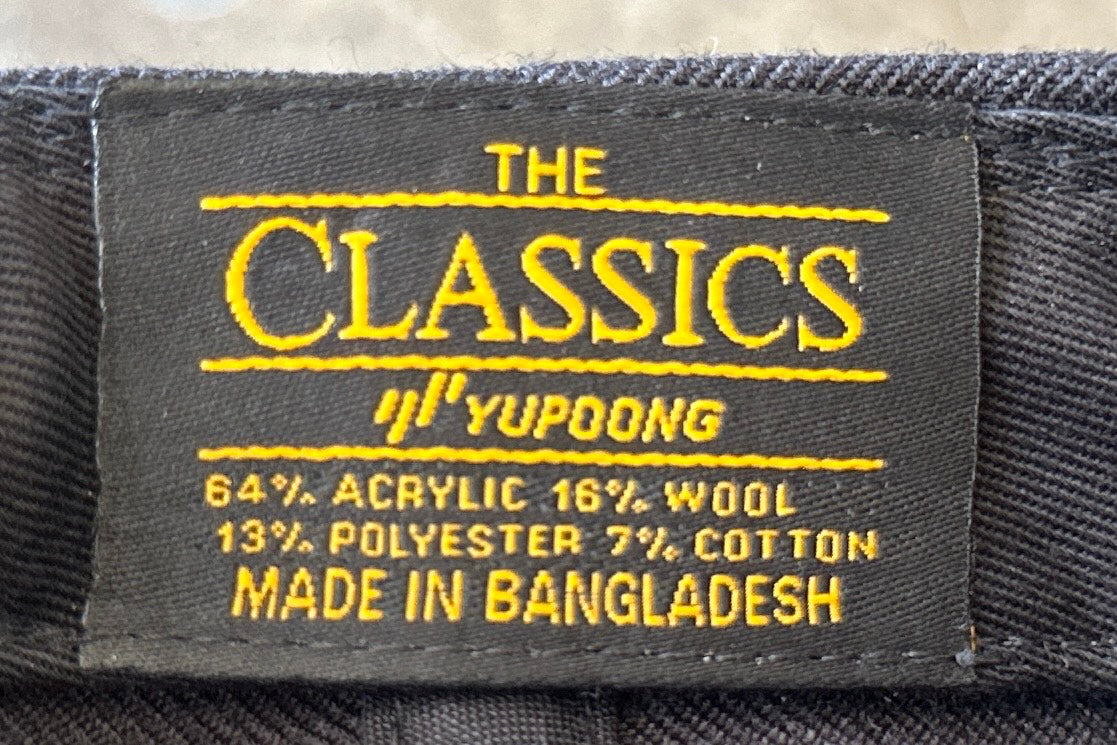 THE
CLASSICS
YUPOONG
64% ACRYLIC 16% WOOL
13% POLYESTER 7% COTTON
MADE IN BANGLADESH